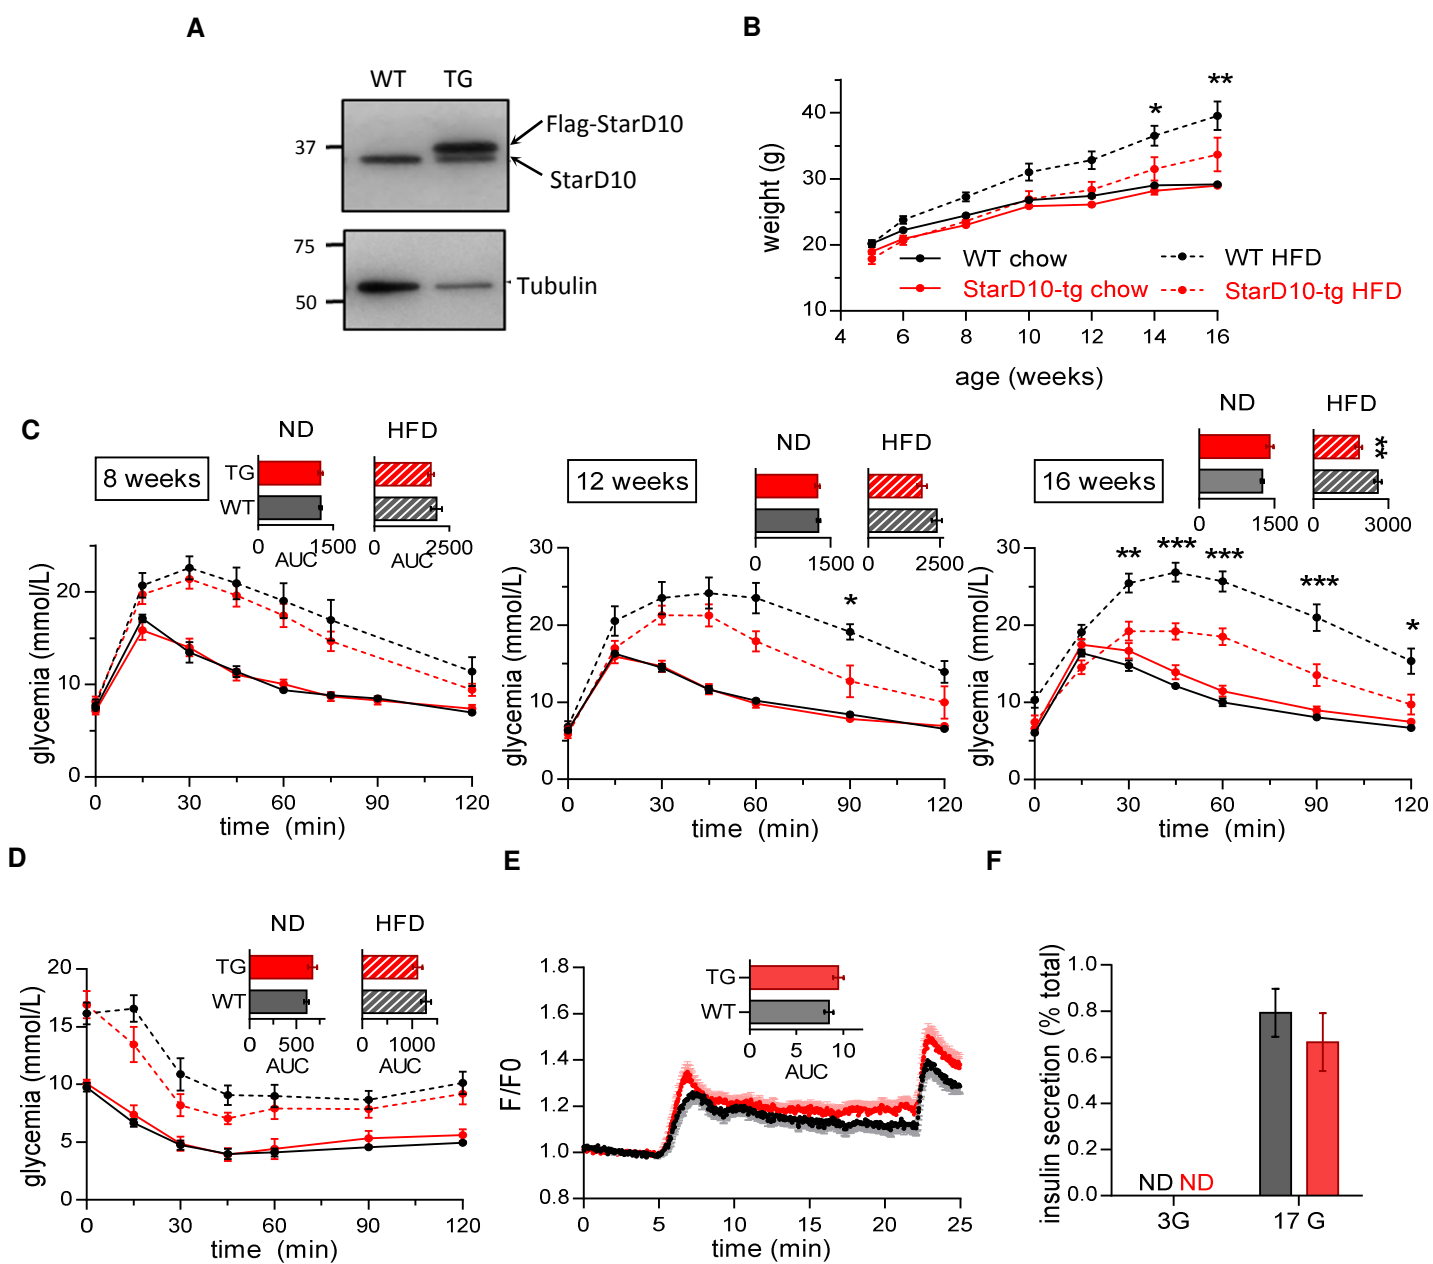 A
WT TG
37
Flag-StarD10
StarD10
75
50
Tubulin
B
weight (g)
40
30
20
10
* **
WT chow
StarD10-tg chow
WT HFD
StarD10-tg HFD
4 6 8 10 12 14 16
age (weeks)
C
8 weeks
ND HFD
TG
WT
0 1500 0 2500
AUC AUC
glycemia (mmol/L)
20
10
0
0 30 60 90 120
time (min)
12 weeks
ND HFD
0 1500 0 2500
glycemia (mmol/L)
30
20
10
0
*
0 30 60 90 120
time (min)
16 weeks
ND HFD
**
0 1500 0 3000
glycemia (mmol/L)
30
20
10
0
** *** *** *** *
0 30 60 90 120
time (min)
D
ND HFD
TG
WT
0 500 0 1000
AUC AUC
glycemia (mmol/L)
20
15
10
5
0
0 30 60 90 120
time (min)
E
F/F0
1.8
1.6
1.4
1.2
1.0
0.8
TG
WT
0 5 10
AUC
0 5 10 15 20 25
time (min)
F
insulin secretion (% total)
1.0
0.8
0.6
0.4
0.2
0.0
ND ND
3G 17 G